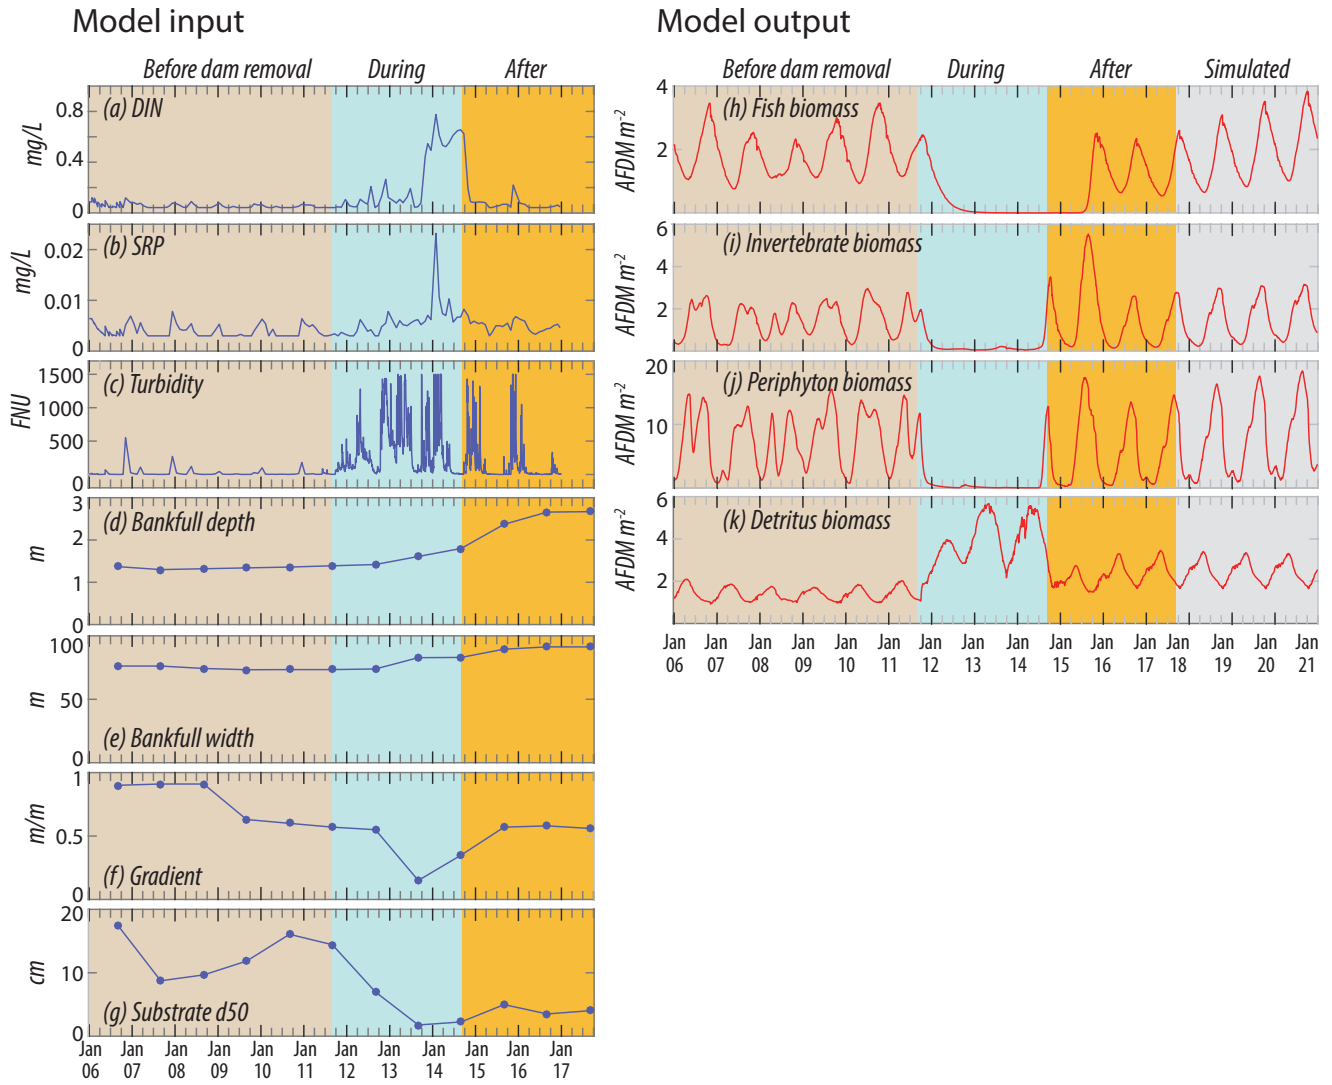 Model input
Before dam removal During After
(a) DIN
mg/L
0.8
0.4
0
(b) SRP
mg/L
0.02
0.01
0
(c) Turbidity
FNU
1500
1000
500
0
(d) Bankfull depth
m
3
2
1
0
(e) Bankfull width
m
100
50
0
(f) Gradient
m/m
1
0.5
0
(g) Substrate d50
cm
20
10
0
Jan Jan Jan Jan Jan Jan Jan Jan Jan Jan Jan Jan
06 07 08 09 10 11 12 13 14 15 16 17
Model output
Before dam removal During After Simulated
(h) Fish biomass
AFDM m-2
4
2
(i) Invertebrate biomass
AFDM m-2
6
4
2
(j) Periphyton biomass
AFDM m-2
20
10
(k) Detritus biomass
AFDM m-2
6
4
2
Jan Jan Jan Jan Jan Jan Jan Jan Jan Jan Jan Jan Jan Jan Jan Jan
06 07 08 09 10 11 12 13 14 15 16 17 18 19 20 21